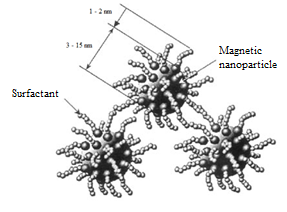 1 - 2 nm
3 - 15 nm
Magnetic
nanoparticle
Surfactant